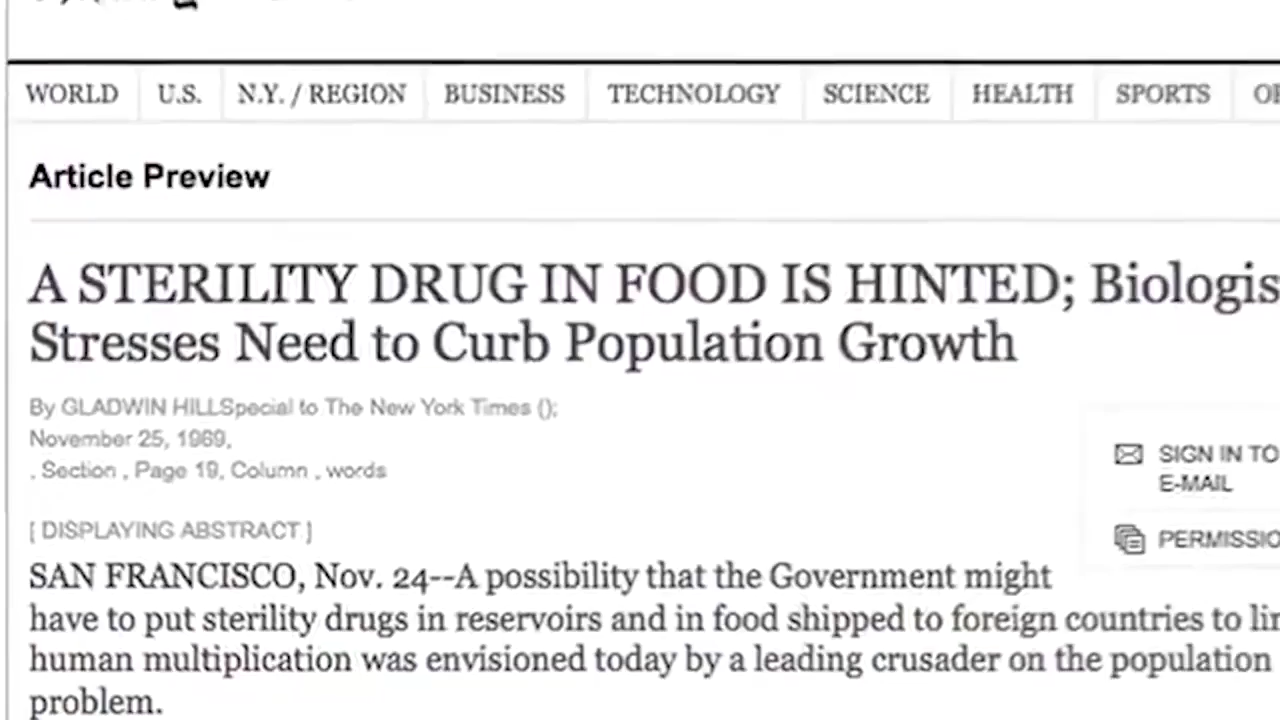 WORLD U.S. N.Y. / REGION BUSINESS TECHNOLOGY SCIENCE HEALTH SPORTS
Article Preview
A STERILITY DRUG IN FOOD IS HINTED; Biologis
Stresses Need to Curb Population Growth
By GLADWIN HILLSpecial to The New York Times ();
November 25, 1969,
, Section , Page 19, Column , words
SIGN IN TO
E-MAIL
[ DISPLAYING ABSTRACT ]
PERMISSIO
SAN FRANCISCO, Nov. 24--A possibility that the Government might
have to put sterility drugs in reservoirs and in food shipped to foreign countries to
human multiplication was envisioned today by a leading crusader on the population
problem.